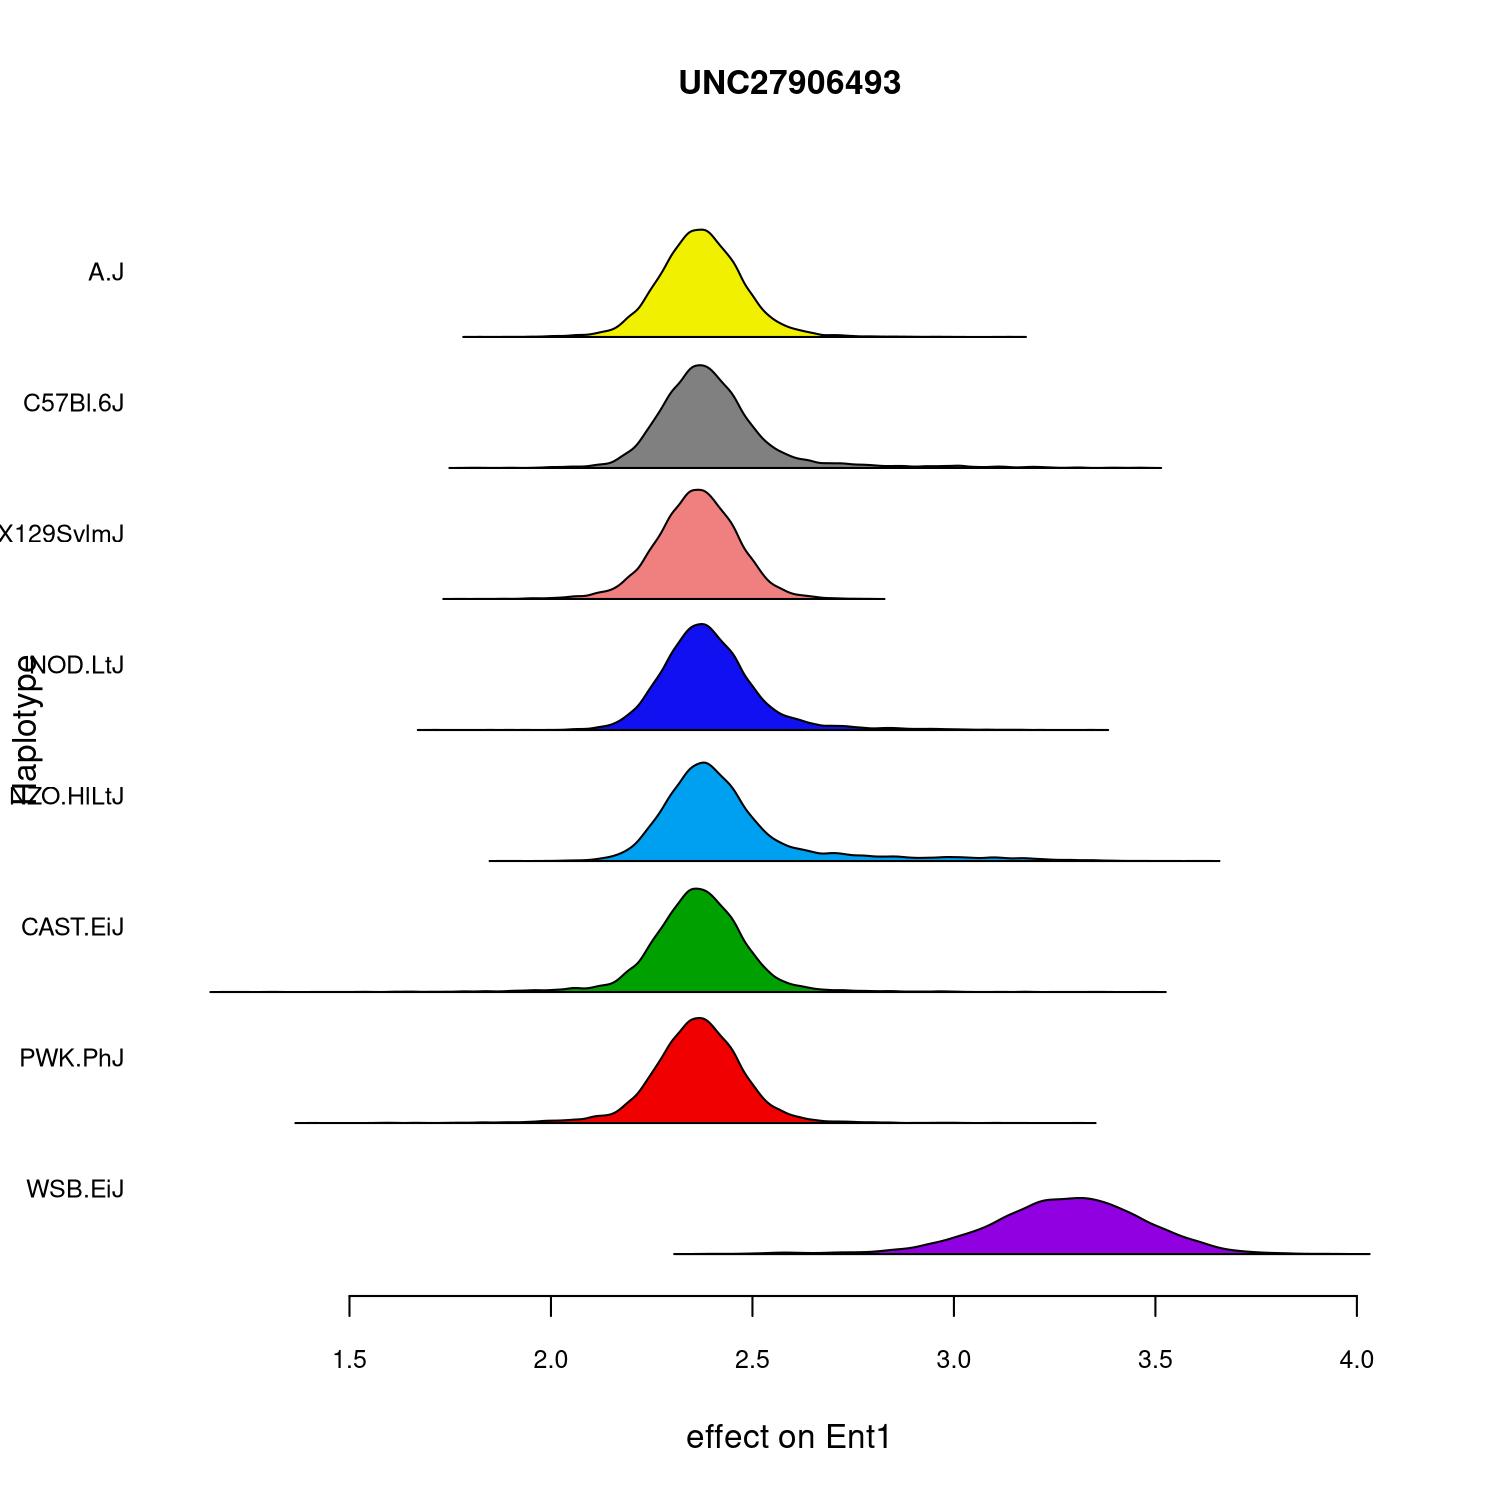 UNC27906493
A.J
C57Bl.6J
X129SvImJ
NOD.LtJ
Haplotype
NZO.HlLtJ
CAST.EiJ
PWK.PhJ
WSB.EiJ
1.5 2.0 2.5 3.0 3.5 4.0
effect on Ent1